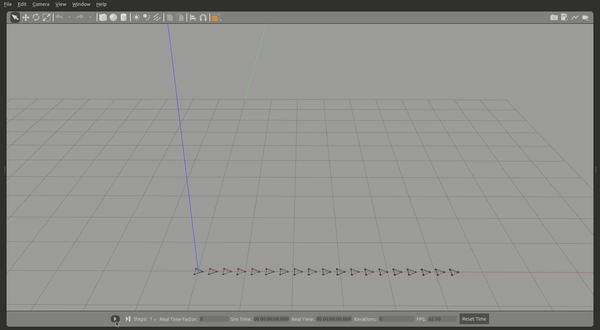 File Edit Camera View Window Help
Steps: 1 Real Time Factor: Sim Time: 00 00:00:00.000 Real Time: 00 00:00:00.000 Iterations: 0 FPS: 62.50 Reset Time